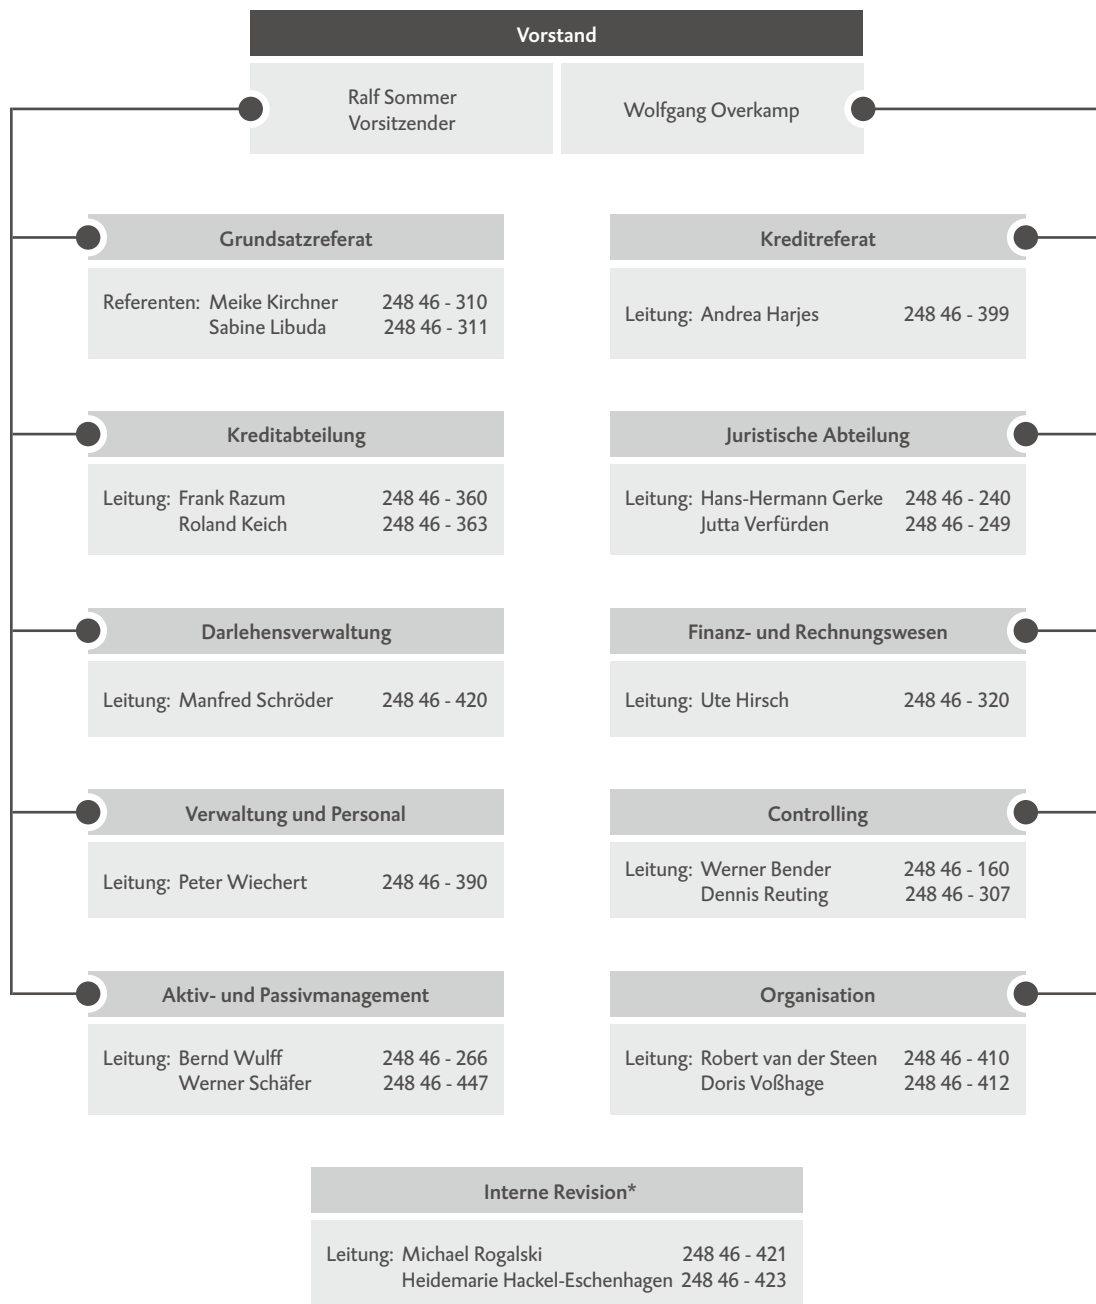 Vorstand
Ralf Sommer
Vorsitzender
Wolfgang Overkamp
Grundsatzreferat
Referenten: Meike Kirchner 248 46 - 310
Sabine Libuda 248 46 - 311
Kreditreferat
Leitung: Andrea Harjes 248 46 - 399
Kreditabteilung
Leitung: Frank Razum 248 46 - 360
Roland Keich 248 46 - 363
Juristische Abteilung
Leitung: Hans-Hermann Gerke 248 46 - 240
Jutta Verfürden 248 46 - 249
Darlehensverwaltung
Leitung: Manfred Schröder 248 46 - 420
Finanz- und Rechnungswesen
Leitung: Ute Hirsch 248 46 - 320
Verwaltung und Personal
Leitung: Peter Wiechert 248 46 - 390
Controlling
Leitung: Werner Bender 248 46 - 160
Dennis Reuting 248 46 - 307
Aktiv- und Passivmanagement
Leitung: Bernd Wulff 248 46 - 266
Werner Schäfer 248 46 - 447
Organisation
Leitung: Robert van der Steen 248 46 - 410
Doris Voßhage 248 46 - 412
Interne Revision*
Leitung: Michael Rogalski 248 46 - 421
Heidemarie Hackel-Eschenhagen 248 46 - 423